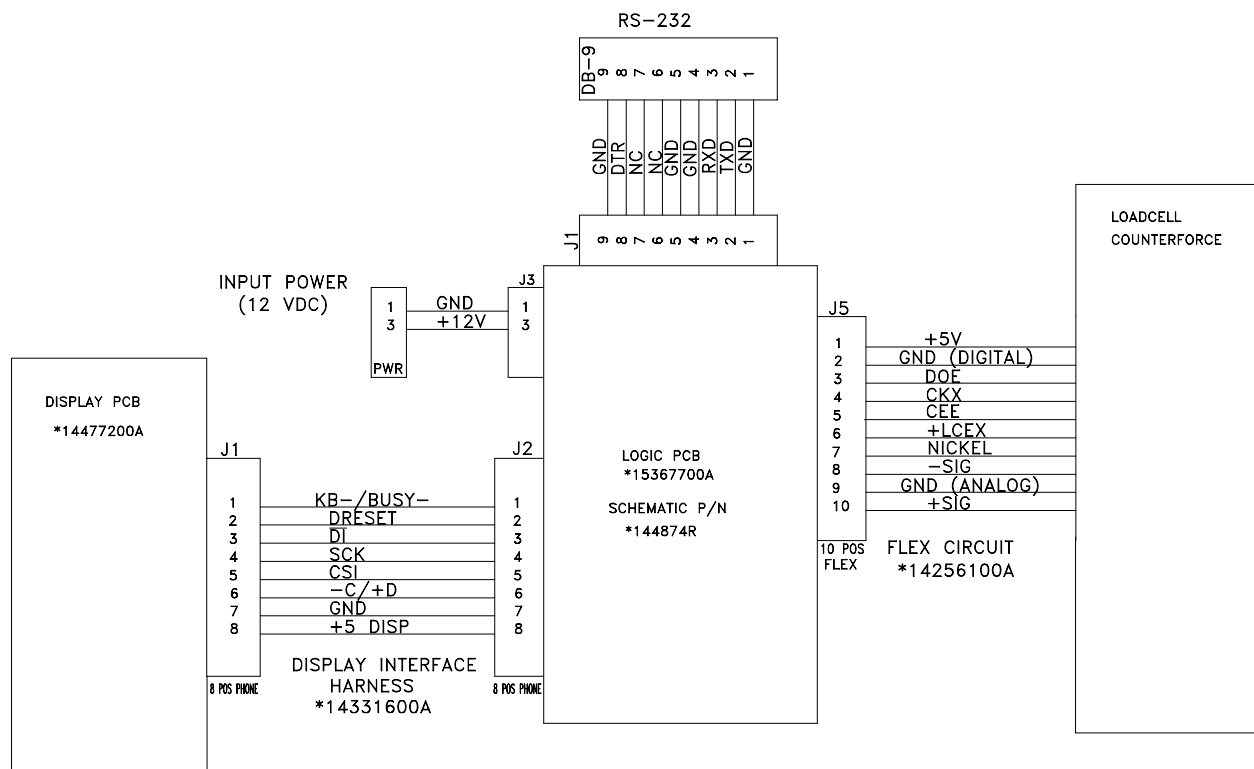 RS-232
DB-9
9 8 7 6 5 4 3 2 1
GND
DTR
NC
NC
GND
GND
RXD
TXD
GND
J1
9 8 7 6 5 4 3 2 1
INPUT POWER
(12 VDC)
1
3
PWR
GND
+12V
J3
1
3
LOADCELL
COUNTERFORCE
J5
1 +5V
2 GND (DIGITAL)
3 DOE
4 CKX
5 CEE
6 +LCEX
7 NICKEL
8 -SIG
9 GND (ANALOG)
10 +SIG
10 POS
FLEX
FLEX CIRCUIT
*14256100A
DISPLAY PCB
*14477200A
LOGIC PCB
*15367700A
SCHEMATIC P/N
*144874R
J1
J2
1 KB-/BUSY- 1
2 DRESET 2
3 DI 3
4 SCK 4
5 CSI 5
6 -C/+D 6
7 GND 7
8 +5 DISP 8
8 POS PHONE
8 POS PHONE
DISPLAY INTERFACE
HARNESS
*14331600A